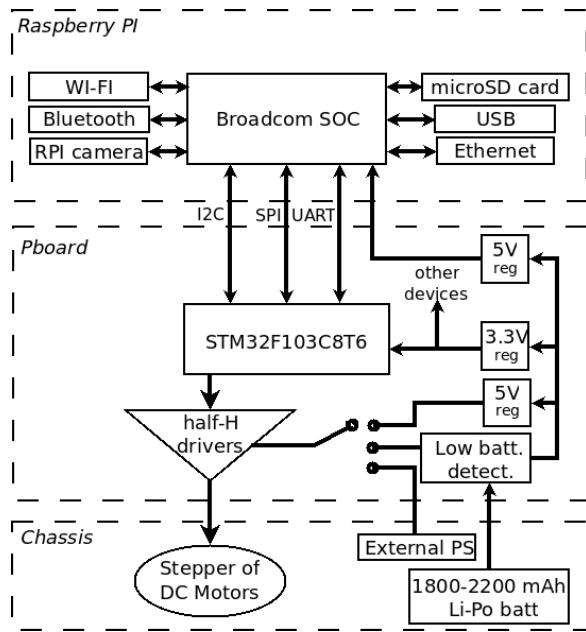 Raspberry PI
WI-FI
Bluetooth
RPI camera
Broadcom SOC
microSD card
USB
Ethernet
I2C
SPI
UART
Pboard
other
devices
5V
reg
STM32F103C8T6
3.3V
reg
half-H
drivers
5V
reg
Low batt.
detect.
Chassis
Stepper of
DC Motors
External PS
1800-2200 mAh
Li-Po batt